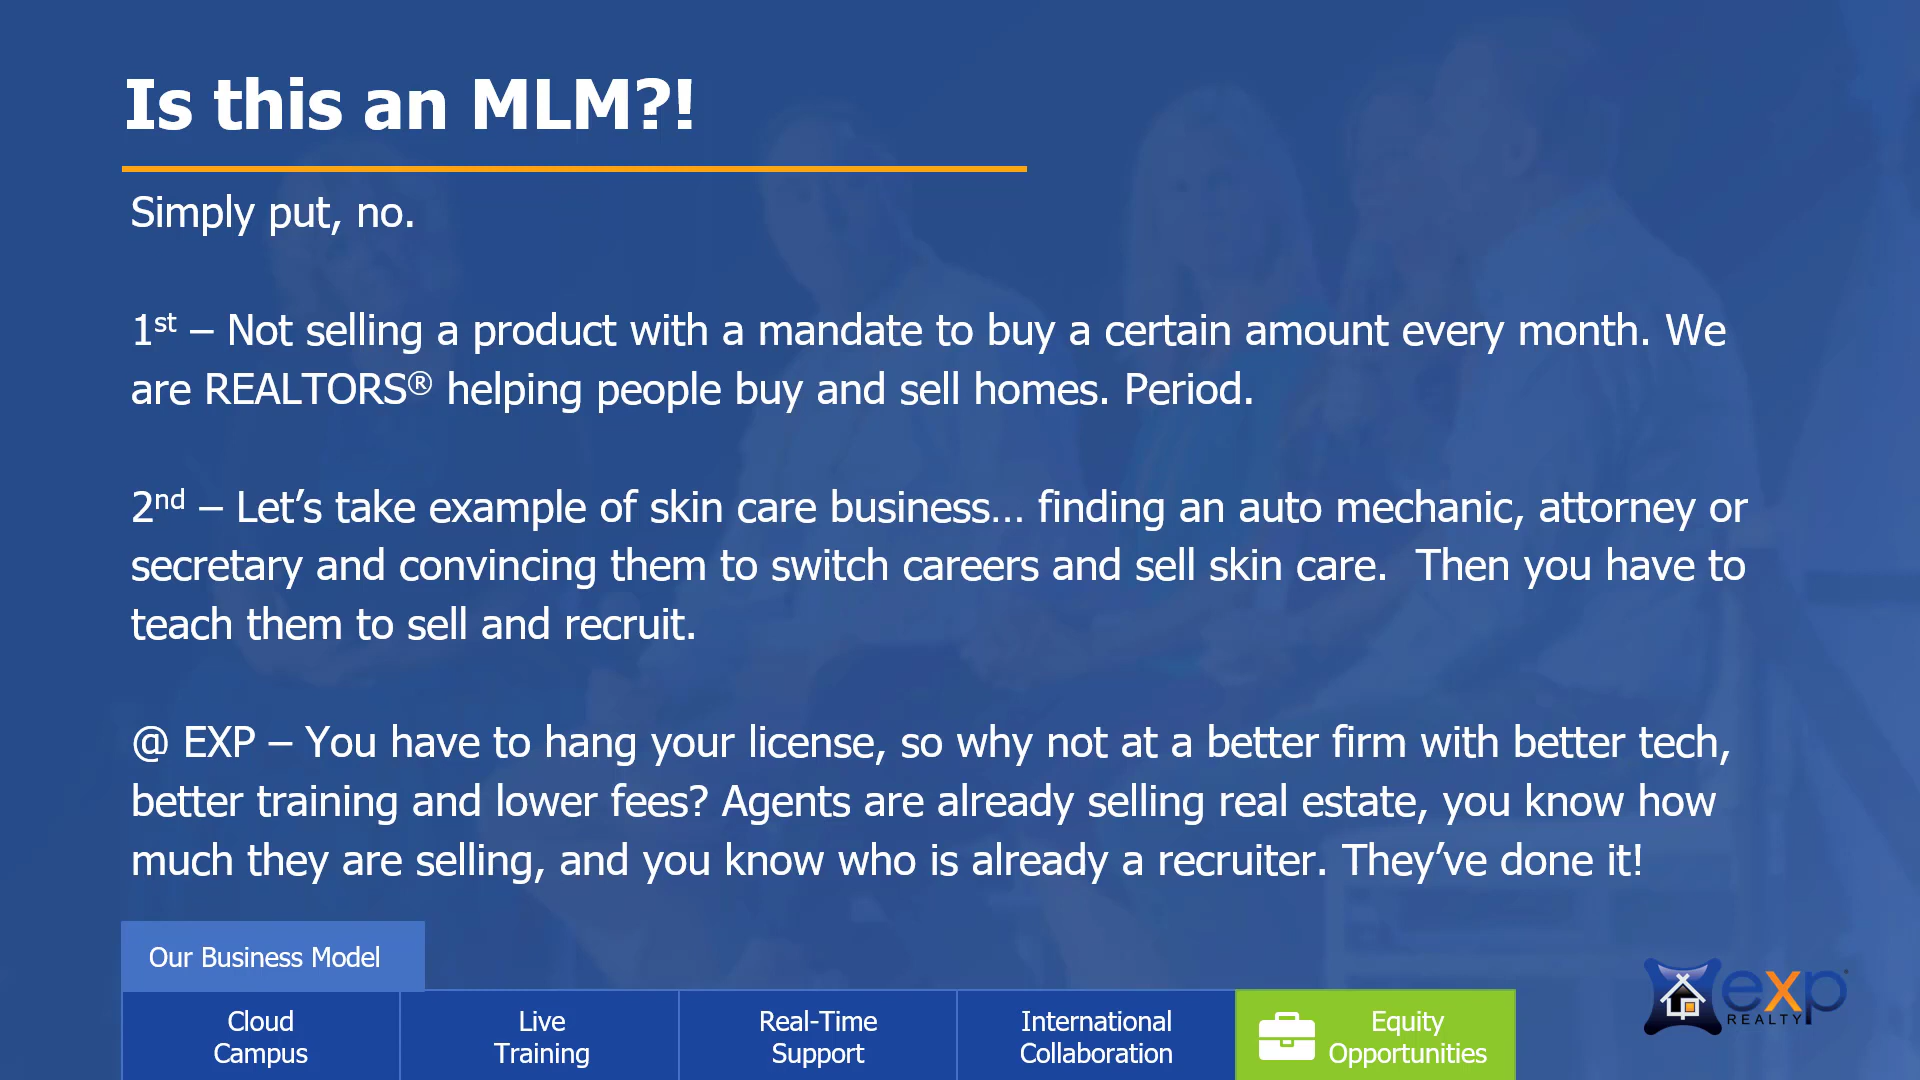 Is this an MLM?!
Simply put, no.
1st – Not selling a product with a mandate to buy a certain amount every month. We
are REALTORS® helping people buy and sell homes. Period.
2nd – Let’s take example of skin care business… finding an auto mechanic, attorney or
secretary and convincing them to switch careers and sell skin care.  Then you have to
teach them to sell and recruit.
@ EXP – You have to hang your license, so why not at a better firm with better tech,
better training and lower fees? Agents are already selling real estate, you know how
much they are selling, and you know who is already a recruiter. They’ve done it!
Our Business Model
Cloud
Campus
Live
Training
Real-Time
Support
International
Collaboration
Equity
Opportunities
exp
REALTY